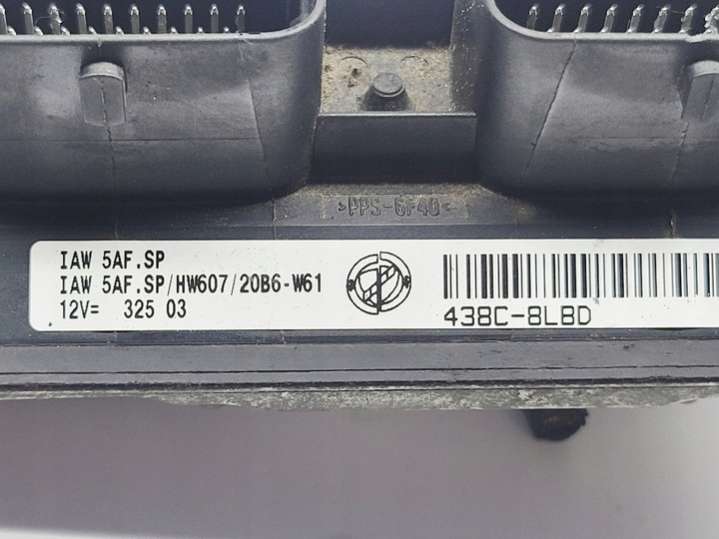 >PPS-GF40<
IAW 5AF.SP
IAW 5AF.SP/HW607/20B6-W61
12V= 325 03
438C-8LBD